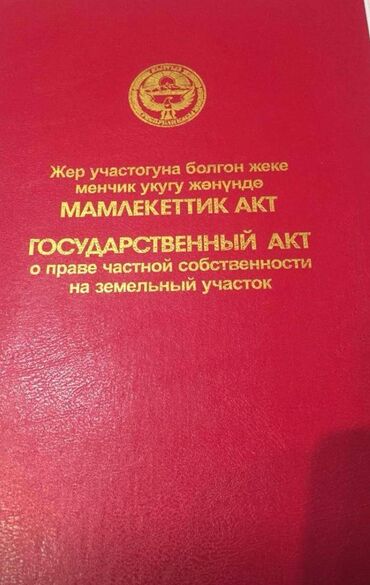 Жер участогуна болгон жеке
менчик укугу жөнүндө
МАМЛЕКЕТТИК АКТ
ГОСУДАРСТВЕННЫЙ АКТ
о праве частной собственности
на земельный участок